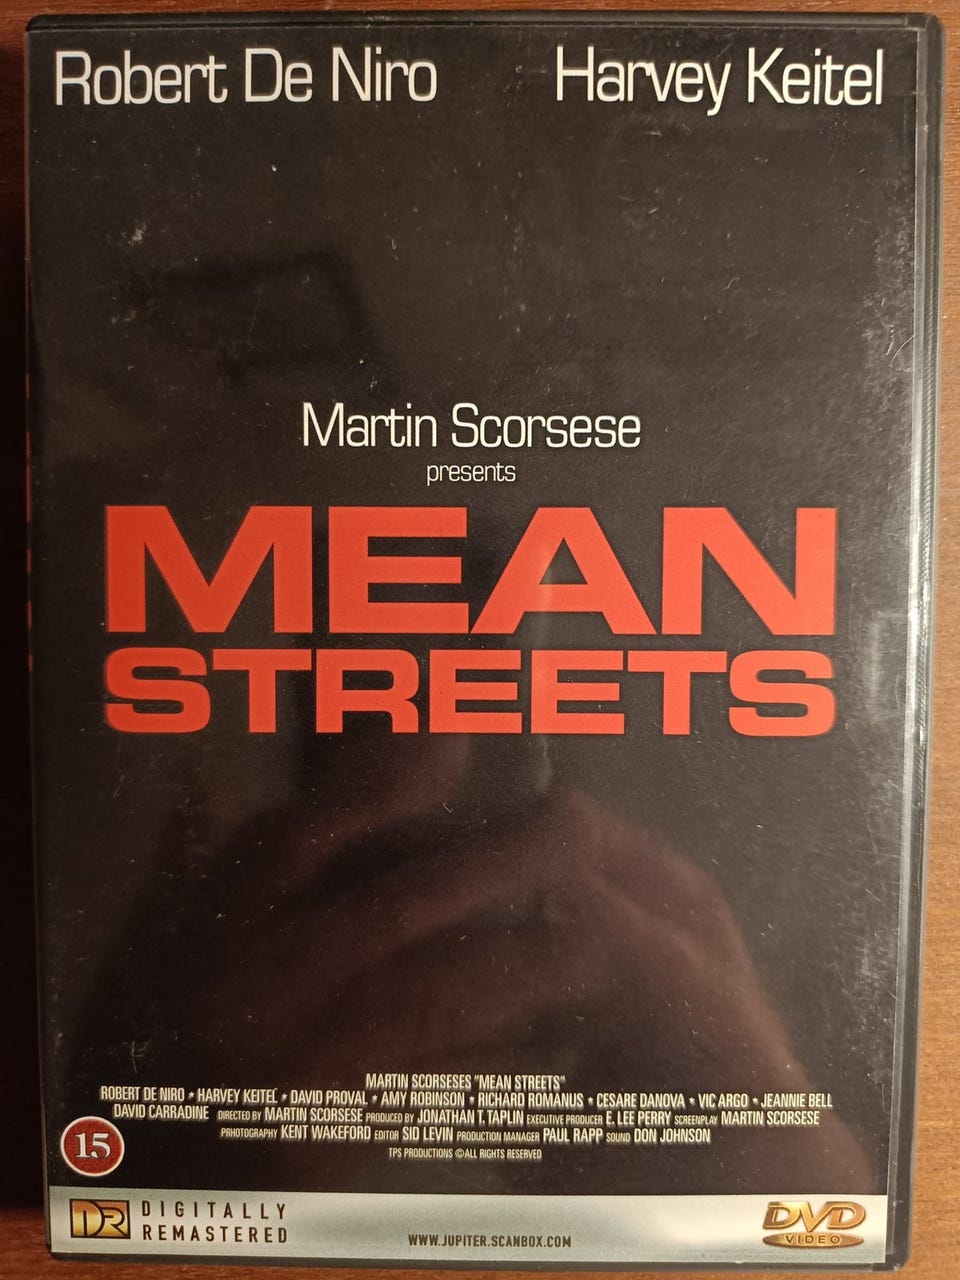 Robert De Niro Harvey Keitel
Martin Scorsese
presents
MEAN
STREETS
MARTIN SCORSESES "MEAN STREETS"
ROBERT DE NIRO ★ HARVEY KEITEL ★ DAVID PROVAL ★ AMY ROBINSON ★ RICHARD ROMANUS ★ CESARE DANOVA ★ VIC ARGO ★ JEANNIE BELL
DAVID CARRADINE DIRECTED BY MARTIN SCORSESE PRODUCED BY JONATHAN T. TAPLIN EXECUTIVE PRODUCER E. LEE PERRY SCREENPLAY MARTIN SCORSESE
PRHOTOGRAPHY KENT WAKEFORD EDITOR SID LEVIN PRODUCTION MANAGER PAUL RAPP SOUND DON JOHNSON
TPS PRODUCTIONS © ALL RIGHTS RESERVED
15
DR DIGITALLY
REMASTERED
WWW.JUPITER.SCANBOX.COM
DVD
VIDEO